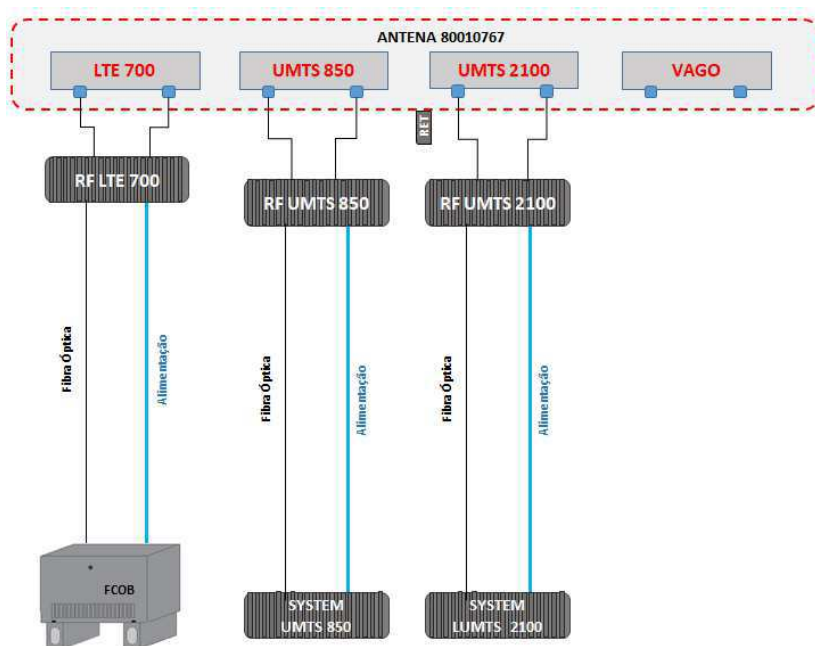 ANTENA 80010767
LTE 700
UMTS 850
UMTS 2100
VAGO
RET
RF LTE 700
RF UMTS 850
RF UMTS 2100
Fibra Óptica
Alimentação
Fibra Óptica
Alimentação
Fibra Óptica
Alimentação
FCOB
SYSTEM
UMTS 850
SYSTEM
LUMTS 2100